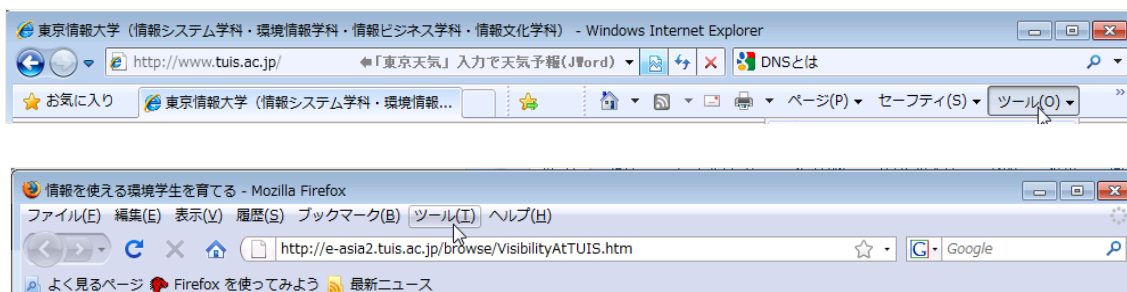 東京情報大学（情報システム学科・環境情報学科・情報ビジネス学科・情報文化学科） - Windows Internet Explorer
http://www.tuis.ac.jp/ ←「東京天気」入力で天気予報(JWord) DNSとは
お気に入り 東京情報大学（情報システム学科・環境情報... ページ(P) セーフティ(S) ツール(O) »
情報を使える環境学生を育てる - Mozilla Firefox
ファイル(F) 編集(E) 表示(V) 履歴(S) ブックマーク(B) ツール(T) ヘルプ(H)
http://e-asia2.tuis.ac.jp/browse/VisibilityAtTUIS.htm G Google
よく見るページ Firefox を使ってみよう 最新ニュース